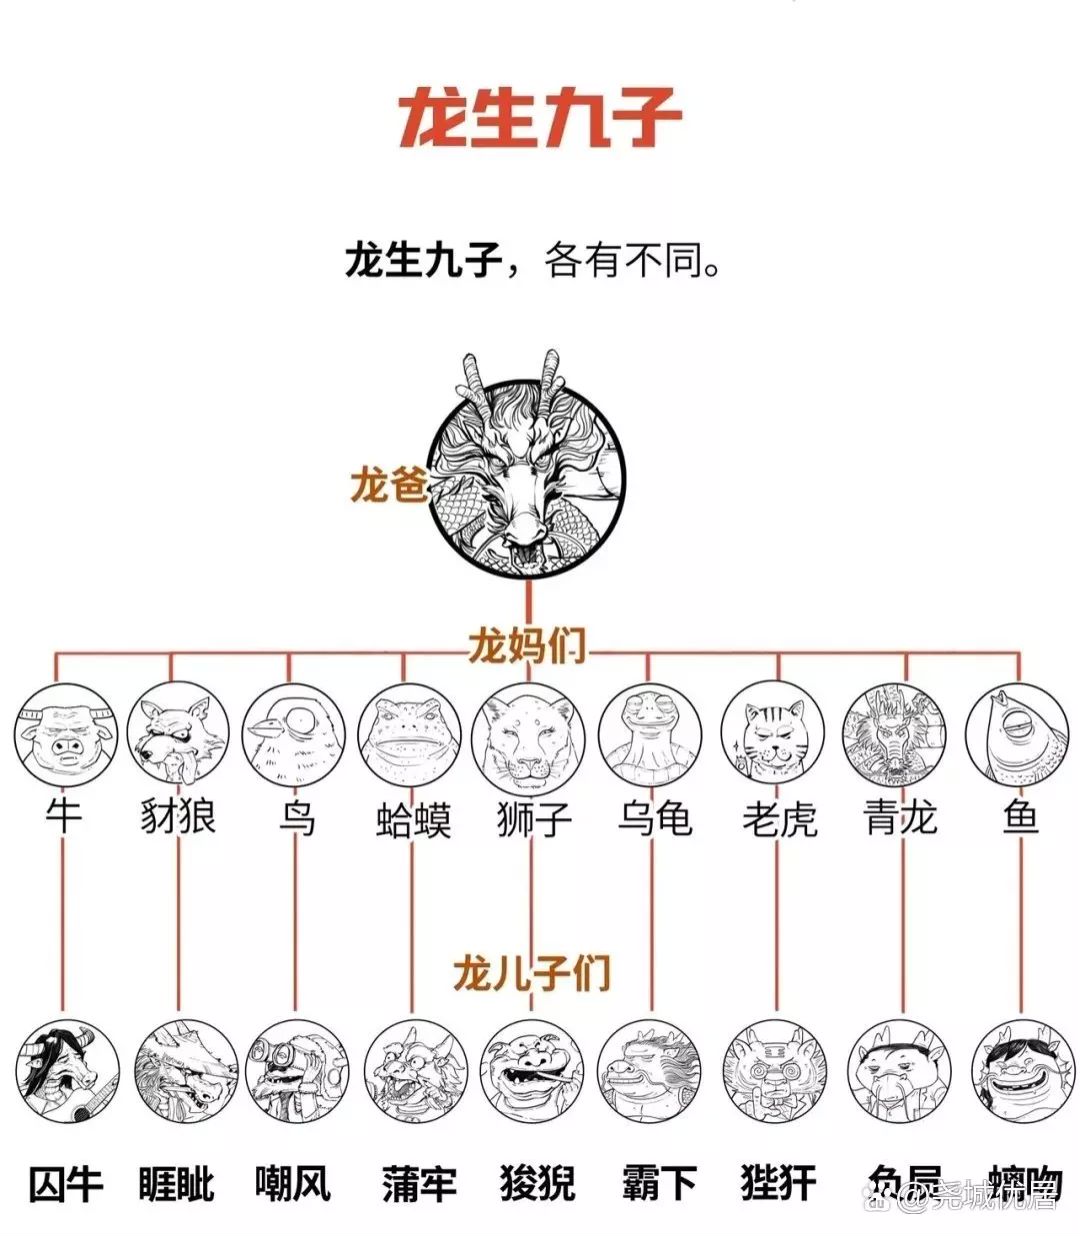 龙生九子
龙生九子，各有不同。
龙爸
龙妈们
牛 豺狼 鸟 蛤蟆 狮子 乌龟 老虎 青龙 鱼
龙儿子们
囚牛 睚眦 嘲风 蒲牢 狻猊 霸下 狴犴 负屃 螭吻
@尧城优居